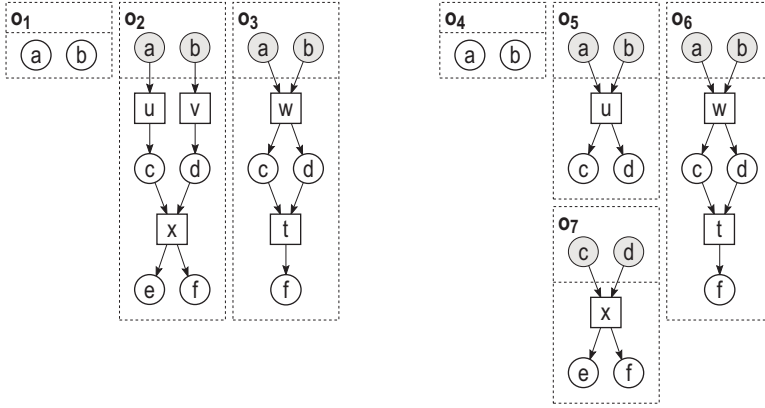 o1 o2 o3 o4 o5 o6
a b a b a b a b a b a b
u v w u w
c d c d c d c d
x t o7 t
c d
e f f x f
e f